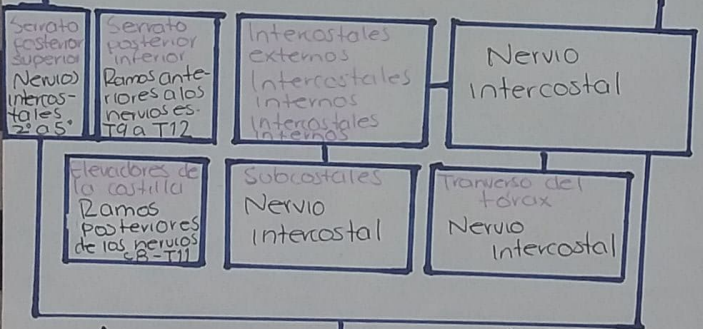 Serrato
posterior
superior
Nervios
intercos-
tales
2° a 5°
Serrato
posterior
inferior
Ramos ante-
riores a los
nervios es.
T9 a T12
Intercostales
externos
Intercostales
internos
Intercostales
internos
Nervio
Intercostal
Elevadores de
la costilla
Ramos
posteriores
de los nervios
C8-T11
Subcostales
Nervio
intercostal
Tranverso del
tórax
Nervio
Intercostal